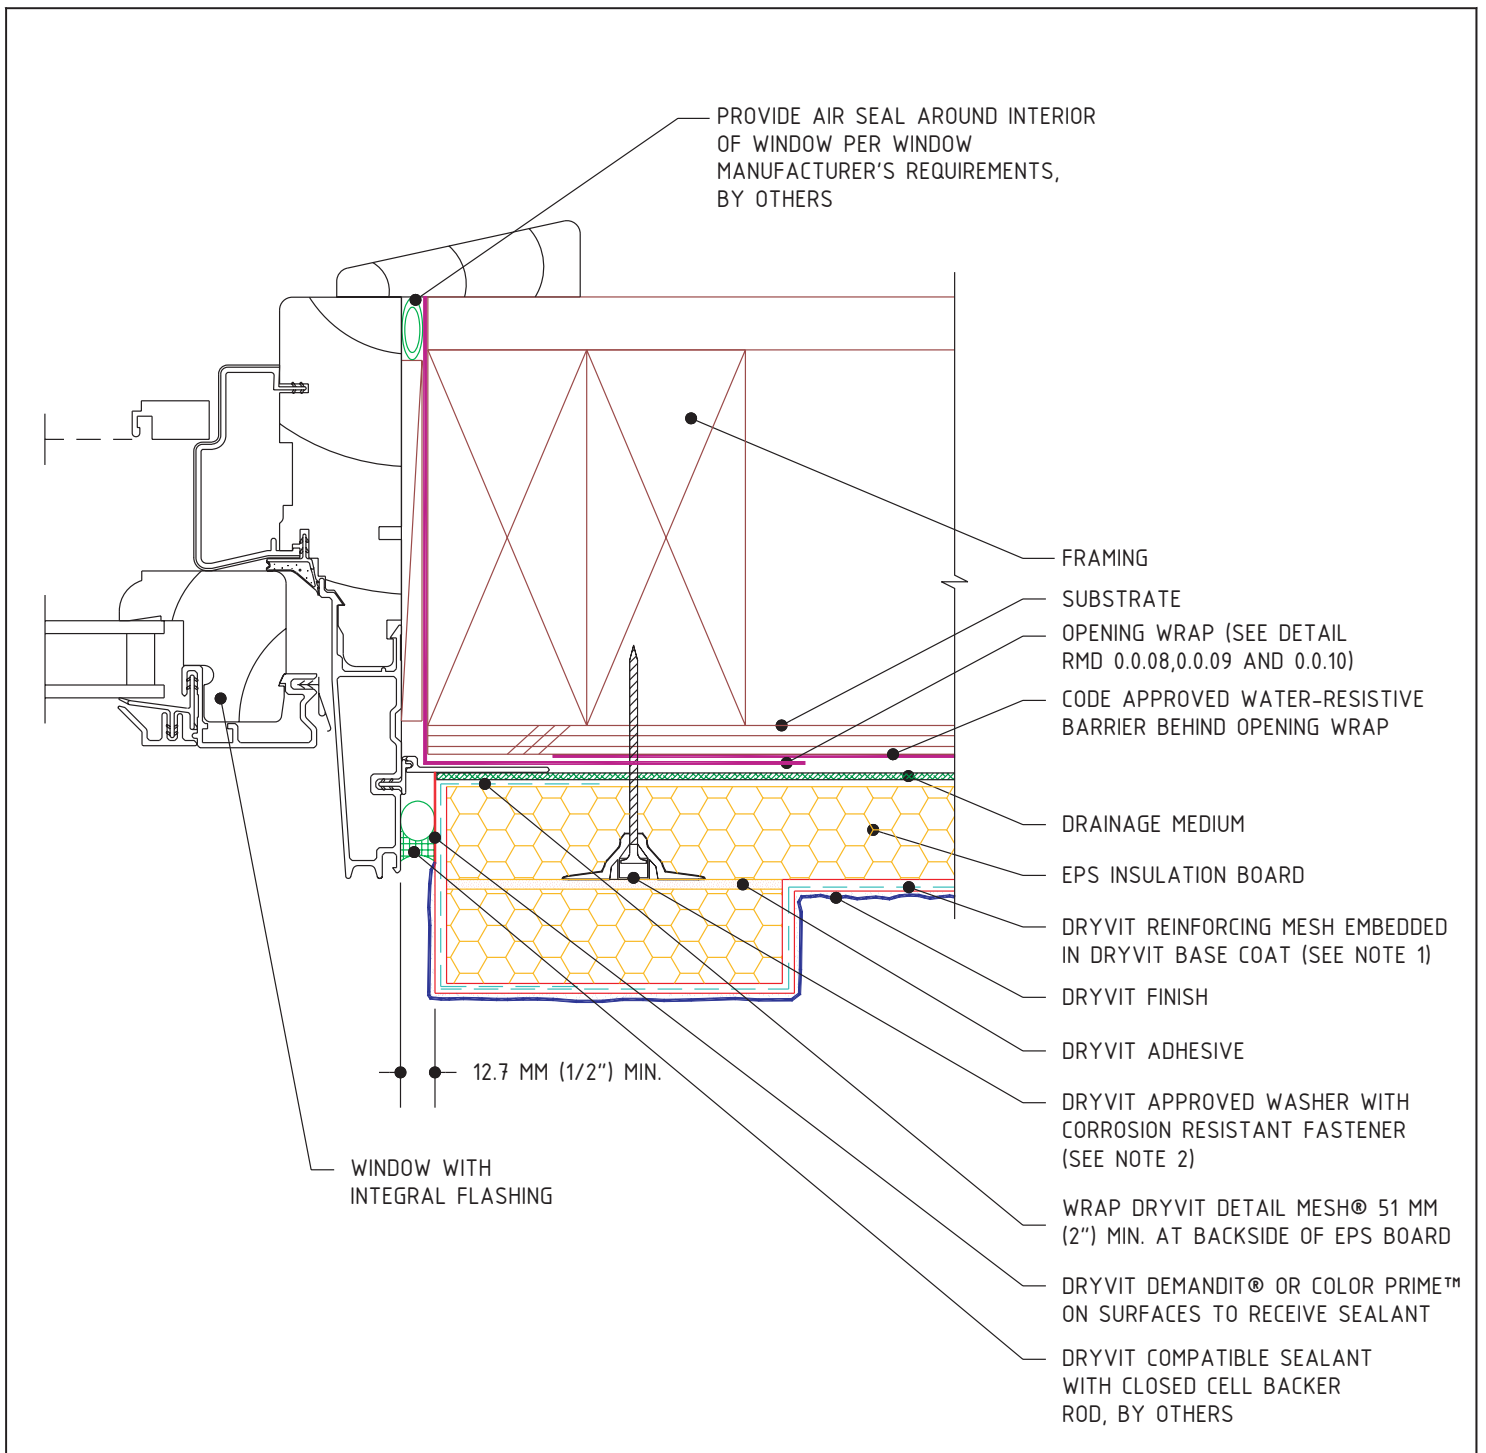 PROVIDE AIR SEAL AROUND INTERIOR
OF WINDOW PER WINDOW
MANUFACTURER'S REQUIREMENTS,
BY OTHERS
FRAMING
SUBSTRATE
OPENING WRAP (SEE DETAIL
RMD 0.0.08,0.0.09 AND 0.0.10)
CODE APPROVED WATER-RESISTIVE
BARRIER BEHIND OPENING WRAP
DRAINAGE MEDIUM
EPS INSULATION BOARD
DRYVIT REINFORCING MESH EMBEDDED
IN DRYVIT BASE COAT (SEE NOTE 1)
DRYVIT FINISH
DRYVIT ADHESIVE
12.7 MM (1/2") MIN.
DRYVIT APPROVED WASHER WITH
CORROSION RESISTANT FASTENER
(SEE NOTE 2)
WINDOW WITH
INTEGRAL FLASHING
WRAP DRYVIT DETAIL MESH® 51 MM
(2") MIN. AT BACKSIDE OF EPS BOARD
DRYVIT DEMANDIT® OR COLOR PRIME™
ON SURFACES TO RECEIVE SEALANT
DRYVIT COMPATIBLE SEALANT
WITH CLOSED CELL BACKER
ROD, BY OTHERS